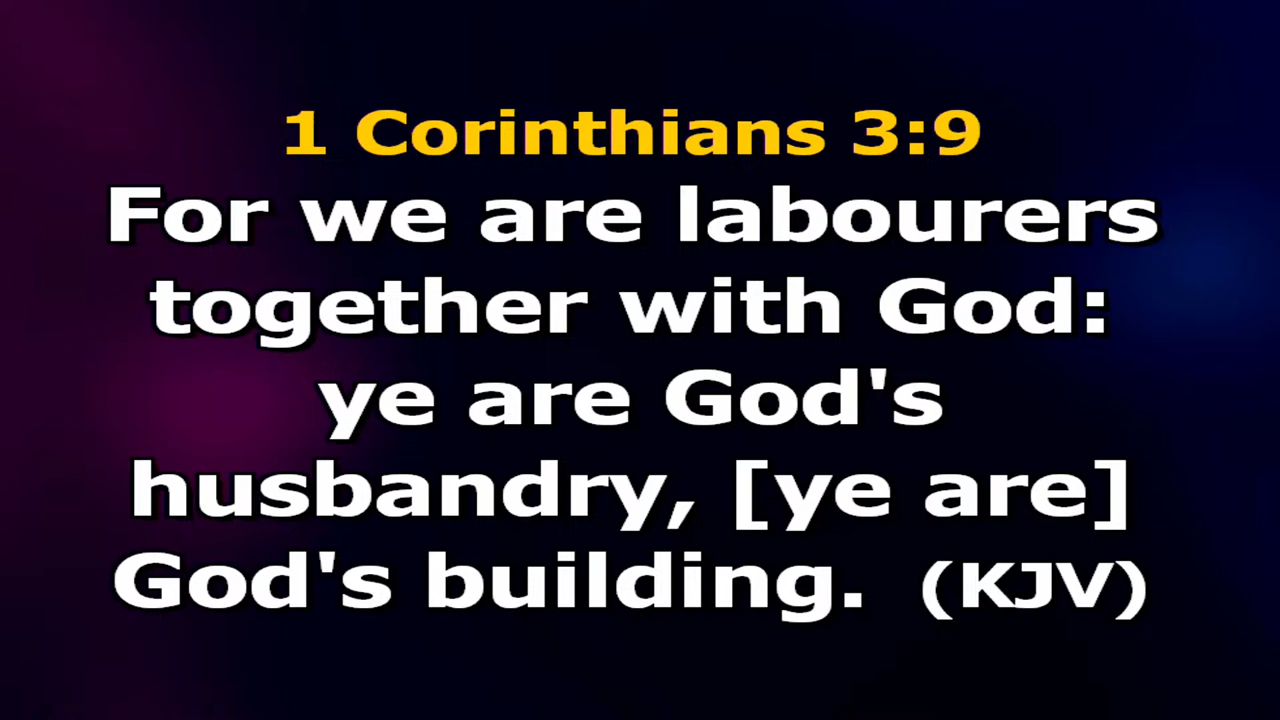 1 Corinthians 3:9
For we are labourers
together with God:
ye are God's
husbandry, [ye are]
God's building.  (KJV)